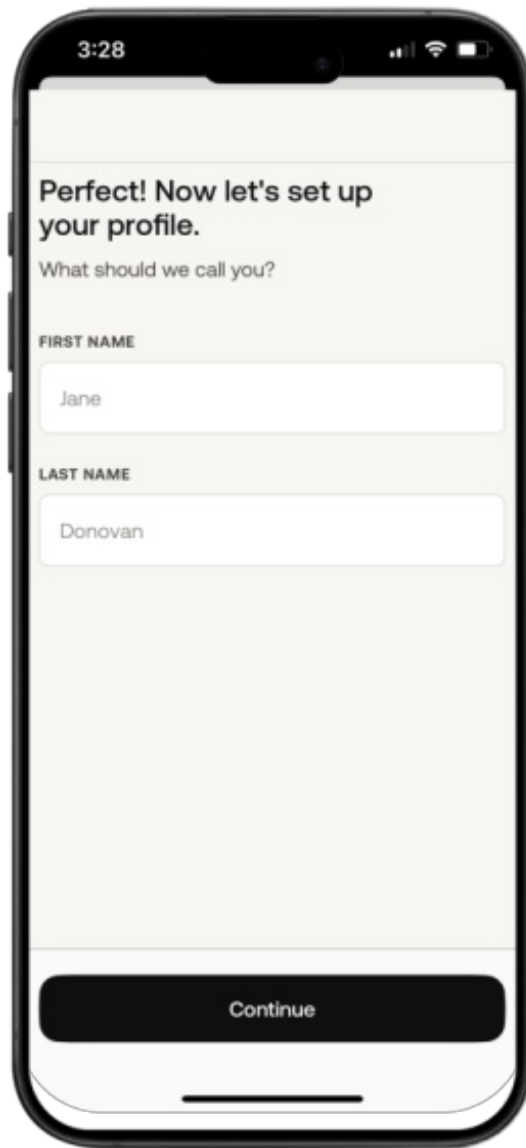 3:28
Perfect! Now let's set up
your profile.
What should we call you?
FIRST NAME
Jane
LAST NAME
Donovan
Continue